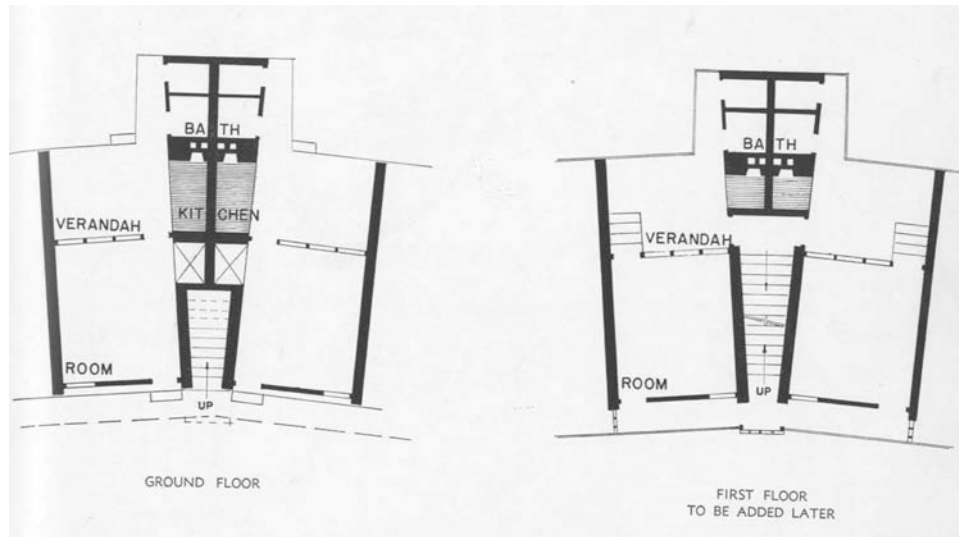 BATH
KITCHEN
VERANDAH
ROOM
UP
GROUND FLOOR
BATH
VERANDAH
ROOM
UP
FIRST FLOOR
TO BE ADDED LATER